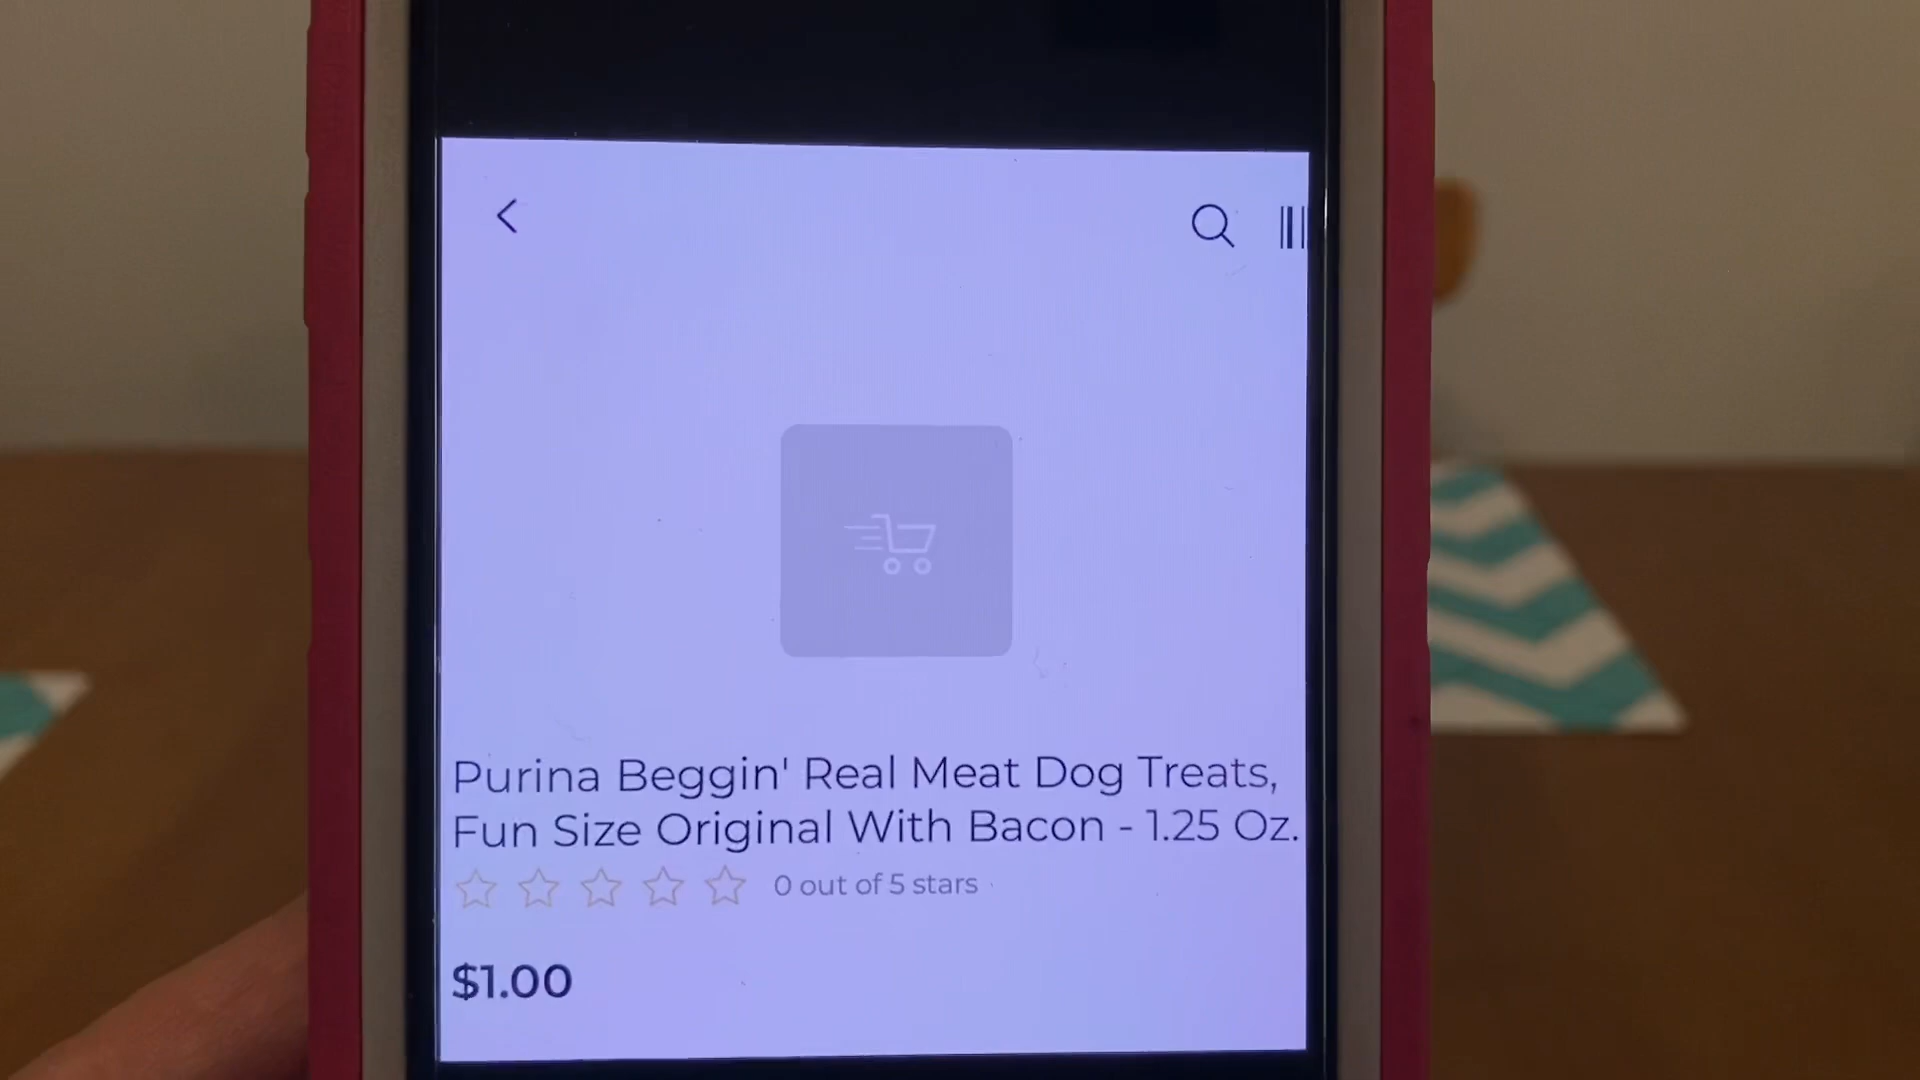 Purina Beggin' Real Meat Dog Treats,
Fun Size Original With Bacon - 1.25 Oz.
0 out of 5 stars
$1.00